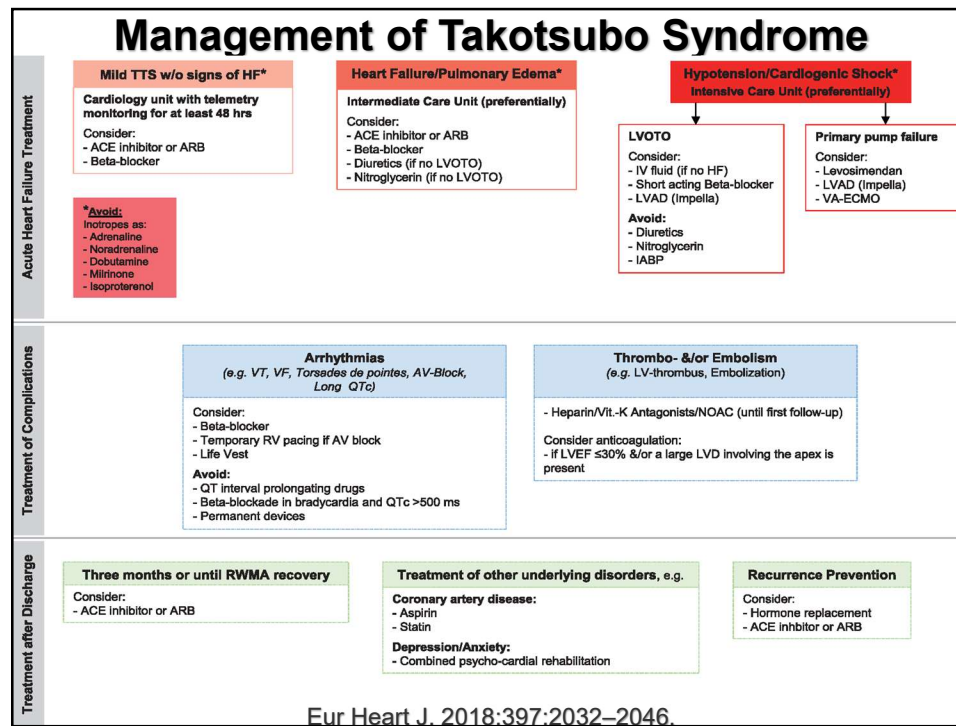 Management of Takotsubo Syndrome
Acute Heart Failure Treatment
Mild TTS w/o signs of HF*
Cardiology unit with telemetry
monitoring for at least 48 hrs
Consider:
- ACE inhibitor or ARB
- Beta-blocker
*Avoid:
Inotropes as:
- Adrenaline
- Noradrenaline
- Dobutamine
- Milrinone
- Isoproterenol
Heart Failure/Pulmonary Edema*
Intermediate Care Unit (preferentially)
Consider:
- ACE inhibitor or ARB
- Beta-blocker
- Diuretics (if no LVOTO)
- Nitroglycerin (if no LVOTO)
Hypotension/Cardiogenic Shock*
Intensive Care Unit (preferentially)
LVOTO
Consider:
- IV fluid (if no HF)
- Short acting Beta-blocker
- LVAD (Impella)
Avoid:
- Diuretics
- Nitroglycerin
- IABP
Primary pump failure
Consider:
- Levosimendan
- LVAD (Impella)
- VA-ECMO
Treatment of Complications
Arrhythmias
(e.g. VT, VF, Torsades de pointes, AV-Block,
Long QTc)
Consider:
- Beta-blocker
- Temporary RV pacing if AV block
- Life Vest
Avoid:
- QT interval prolongating drugs
- Beta-blockade in bradycardia and QTc >500 ms
- Permanent devices
Thrombo- &/or Embolism
(e.g. LV-thrombus, Embolization)
- Heparin/Vit.-K Antagonists/NOAC (until first follow-up)
Consider anticoagulation:
- if LVEF ≤30% &/or a large LVD involving the apex is
present
Treatment after Discharge
Three months or until RWMA recovery
Consider:
- ACE inhibitor or ARB
Treatment of other underlying disorders, e.g.
Coronary artery disease:
- Aspirin
- Statin
Depression/Anxiety:
- Combined psycho-cardial rehabilitation
Recurrence Prevention
Consider:
- Hormone replacement
- ACE inhbitor or ARB
Eur Heart J. 2018;397:2032–2046.